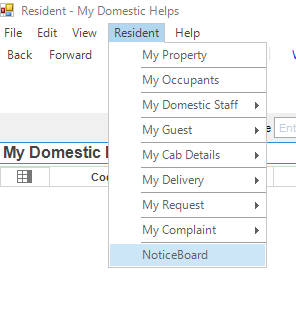 Resident - My Domestic Helps
File Edit View Resident Help
Back Forward
My Property
My Occupants
My Domestic Staff
My Guest
My Cab Details
My Delivery
My Request
My Complaint
NoticeBoard
My Domestic